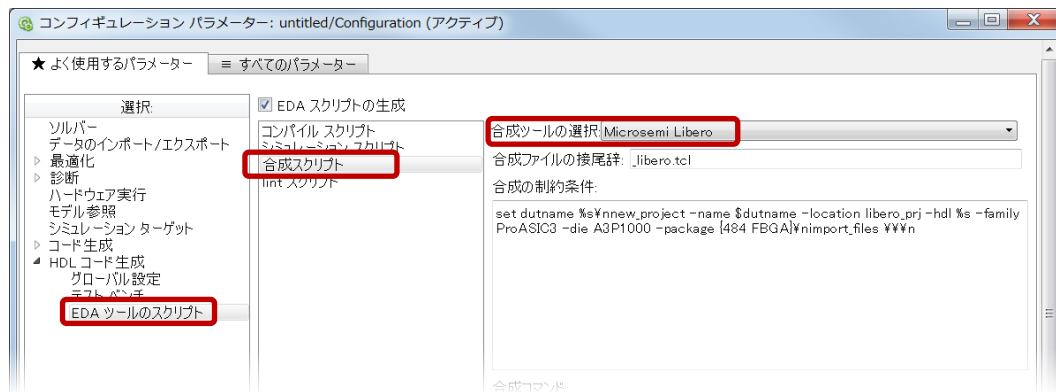 コンフィギュレーション パラメーター: untitled/Configuration (アクティブ)
★ よく使用するパラメーター
≡ すべてのパラメーター
選択:
ソルバー
データのインポート/エクスポート
最適化
診断
ハードウェア実行
モデル参照
シミュレーション ターゲット
コード生成
HDL コード生成
グローバル設定
テスト ベンチ
EDA ツールのスクリプト
EDA スクリプトの生成
コンパイル スクリプト
シミュレーション スクリプト
合成スクリプト
lint スクリプト
合成ツールの選択: Microsemi Libero
合成ファイルの接尾辞: _libero.tcl
合成の制約条件:
set dutname %s¥nnew_project -name $dutname -location libero_prj -hdl %s -family
ProASIC3 -die A3P1000 -package [484 FBGA]¥nimport_files ¥¥¥n
合成コマンド: